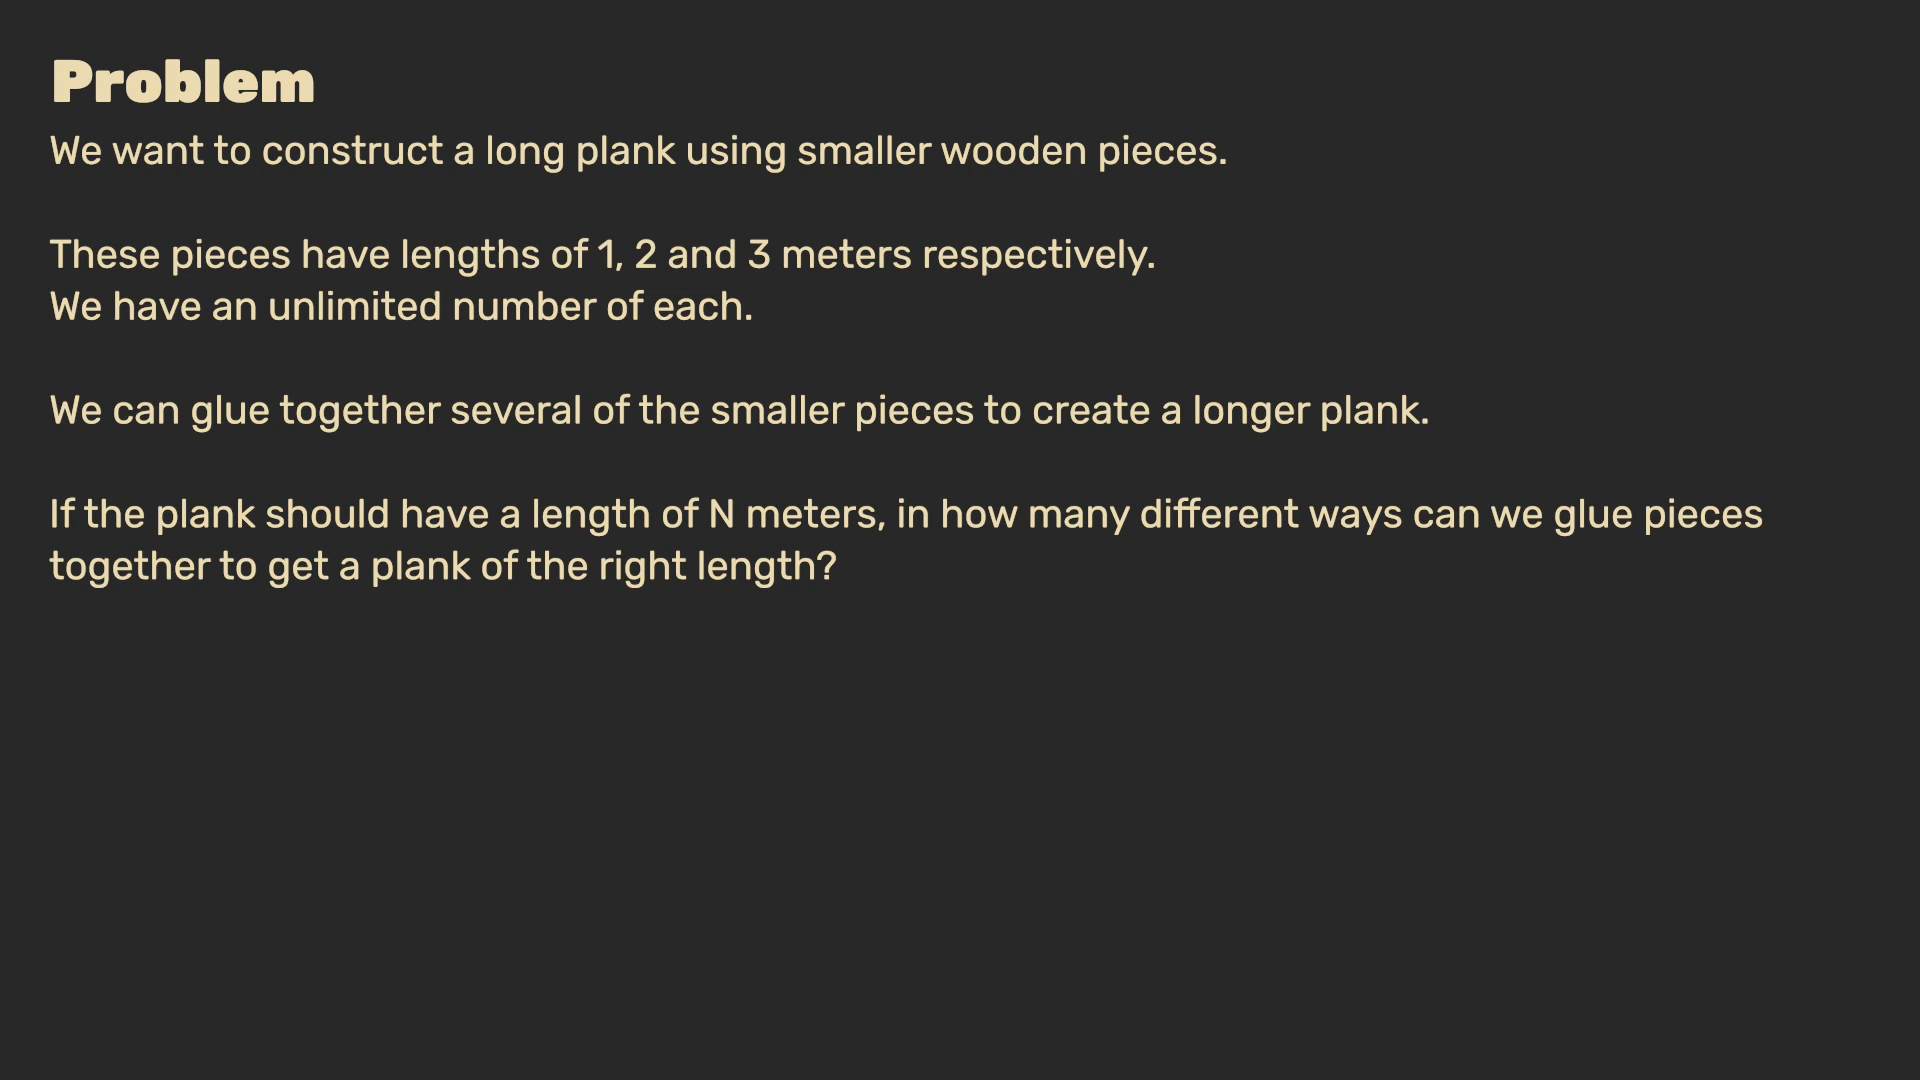 Problem
We want to construct a long plank using smaller wooden pieces.
These pieces have lengths of 1, 2 and 3 meters respectively.
We have an unlimited number of each.
We can glue together several of the smaller pieces to create a longer plank.
If the plank should have a length of N meters, in how many different ways can we glue pieces
together to get a plank of the right length?